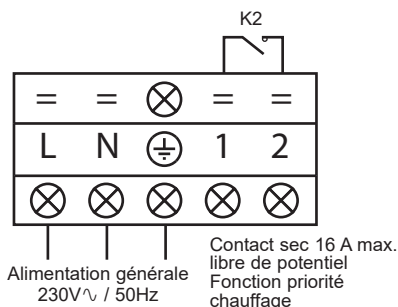 K2
= = = =
L N 1 2
Alimentation générale
230V∿ / 50Hz
Contact sec 16 A max.
libre de potentiel
Fonction priorité
chauffage